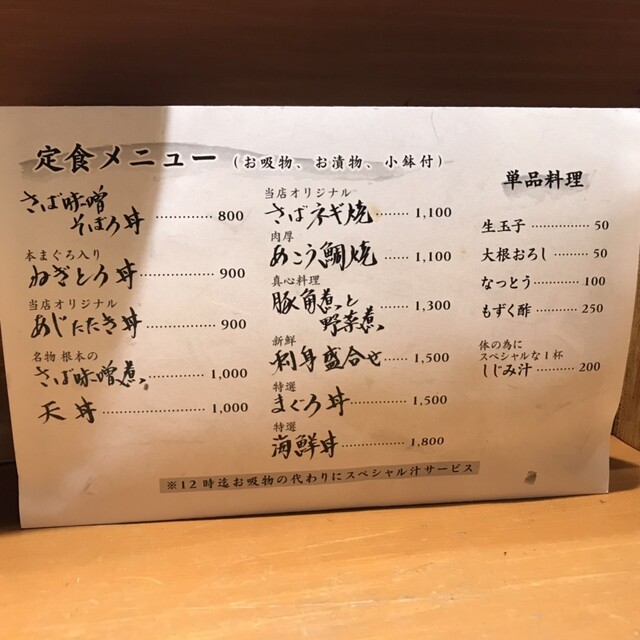 定食メニュー (お吸物、お漬物、小鉢付)
さば味噌
そぼろ丼 ………… 800
本まぐろ入り
ねぎとろ丼 ………… 900
当店オリジナル
あじたたき丼 ………… 900
名物 根本の
さば味噌煮 ……… 1,000
天丼 ……………… 1,000
当店オリジナル
さばネギ焼 …… 1,100
肉厚
あこう鯛焼 …… 1,100
真心料理
豚角煮と
野菜煮 …… 1,300
新鮮
刺身盛合せ …… 1,500
特選
まぐろ丼 ………… 1,500
特選
海鮮丼 ………… 1,800
単品料理
生玉子 ………… 50
大根おろし ……… 50
なっとう ………… 100
もずく酢 ………… 250
体の為に
スペシャルな1杯
しじみ汁 ……… 200
※12時迄お吸物の代わりにスペシャル汁サービス